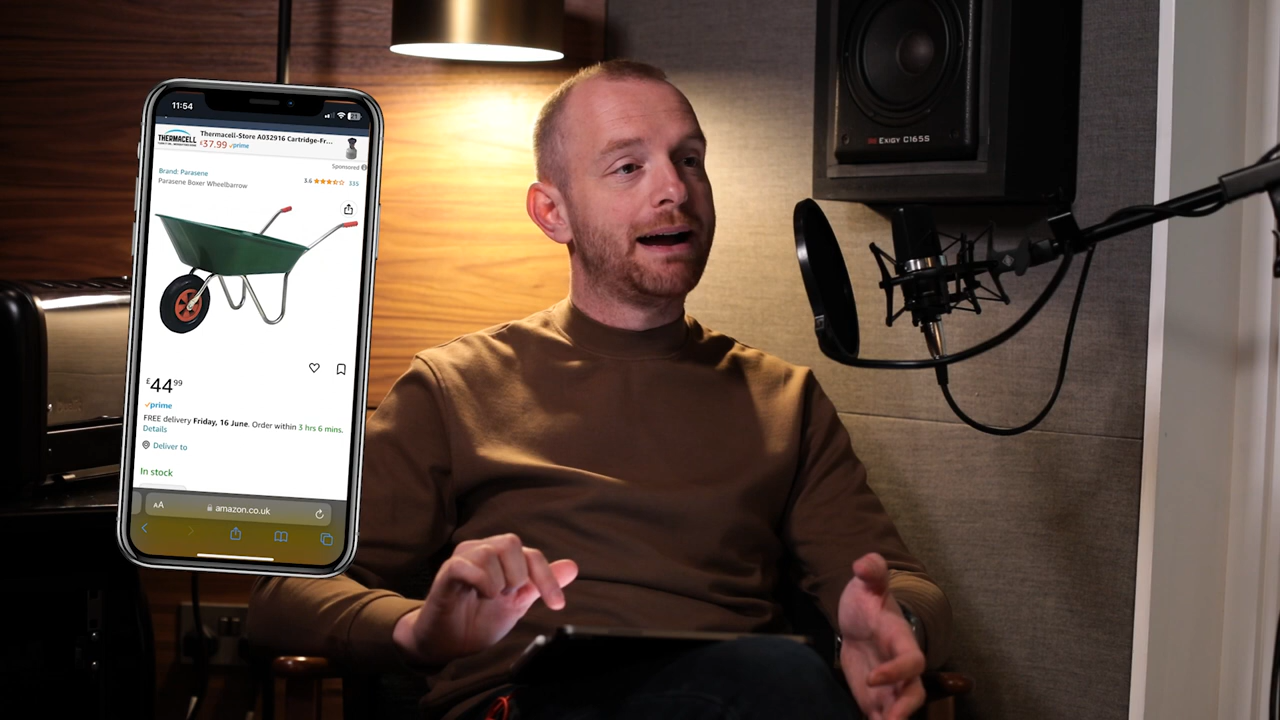 11:54
THERMACELL
Thermacell-Store A032916 Cartridge-Fr...
£37.99 prime
Sponsored
Brand: Parasene
3.6 335
Parasene Boxer Wheelbarrow
£44.99
prime
FREE delivery Friday, 16 June. Order within 3 hrs 6 mins.
Details
Deliver to
In stock
AA amazon.co.uk
EXIGY C165S